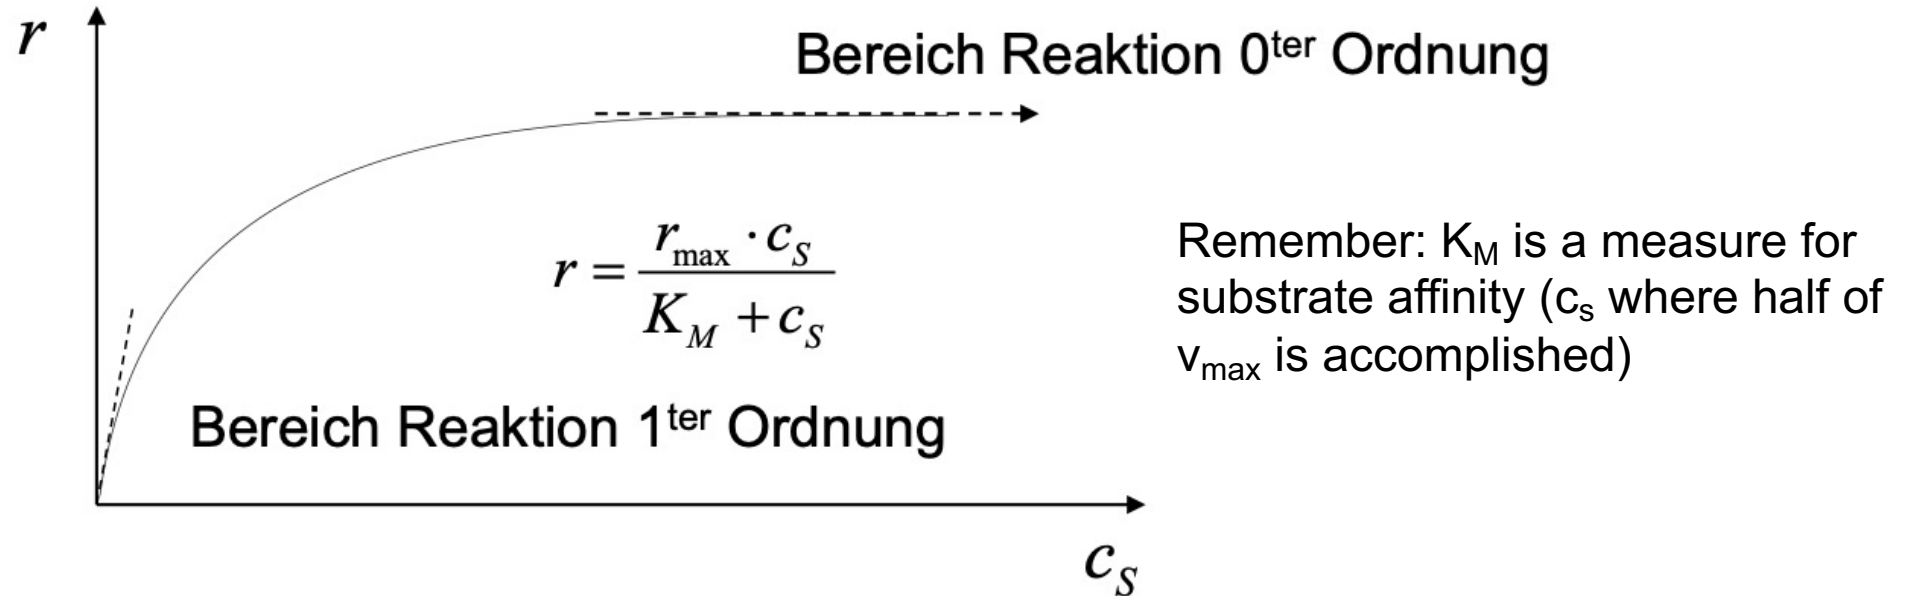 r
Bereich Reaktion 0ter Ordnung
r = rmax · cS / KM + cS
Remember: KM is a measure for
substrate affinity (cs where half of
vmax is accomplished)
Bereich Reaktion 1ter Ordnung
cS